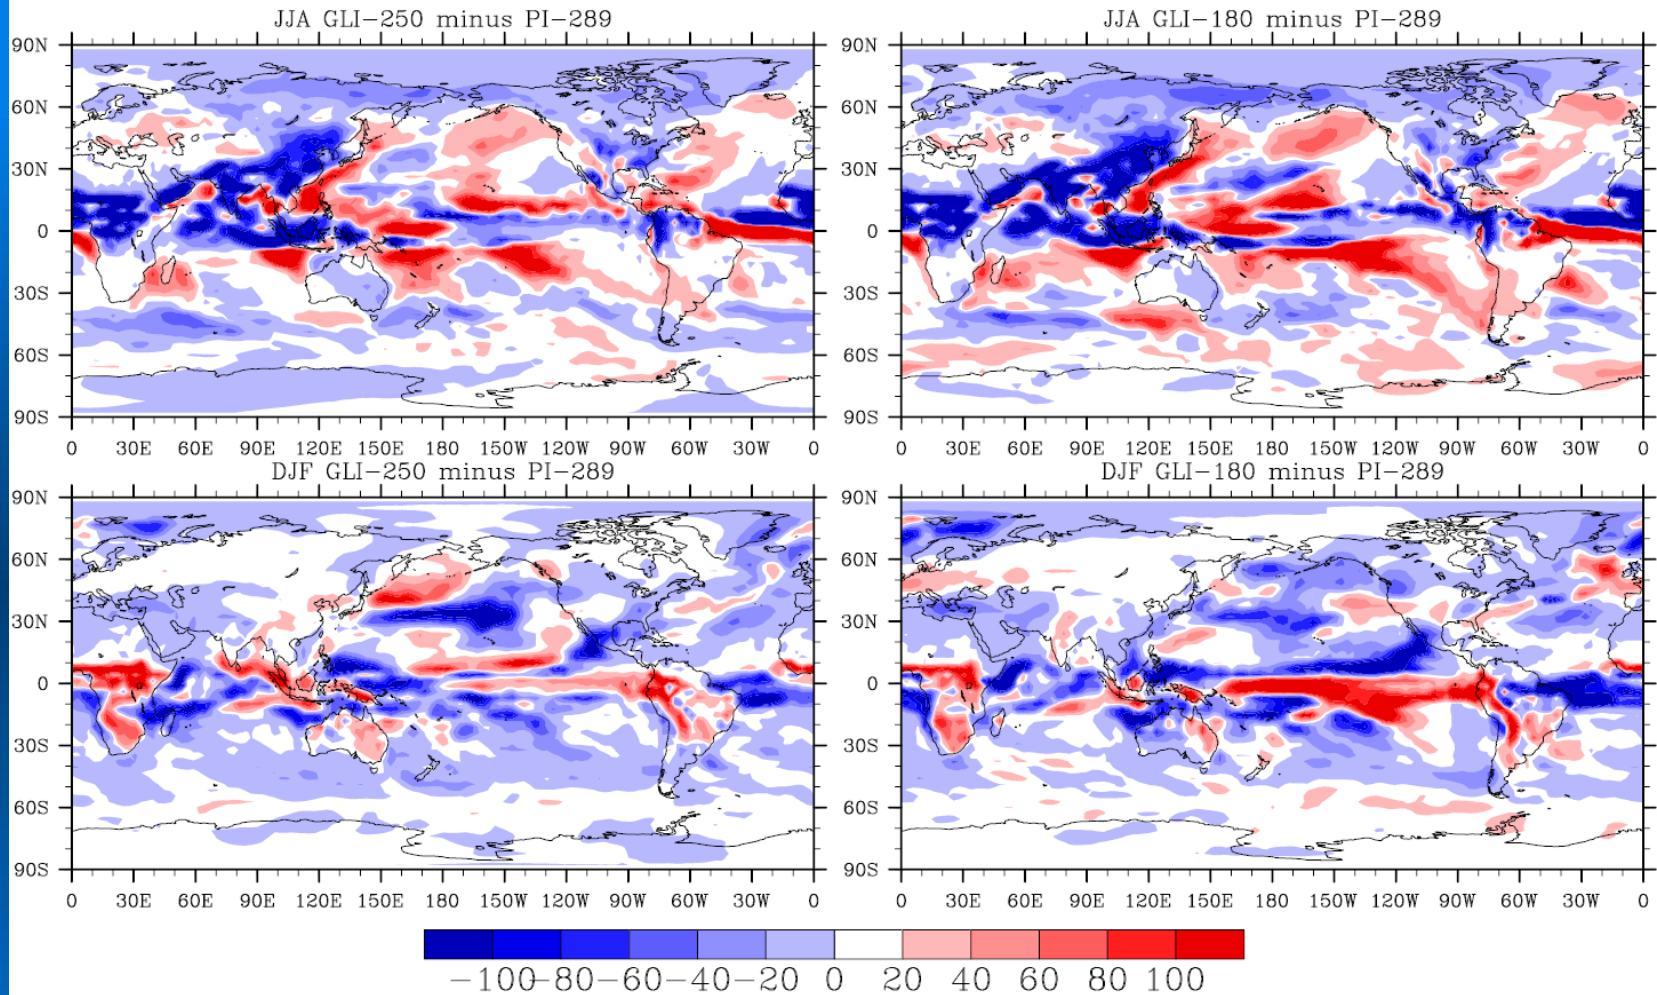 JJA GLI-250 minus PI-289
JJA GLI-180 minus PI-289
90N
60N
30N
0
30S
60S
90S
0 30E 60E 90E 120E 150E 180 150W 120W 90W 60W 30W 0
90N
60N
30N
0
30S
60S
90S
0 30E 60E 90E 120E 150E 180 150W 120W 90W 60W 30W 0
DJF GLI-250 minus PI-289
DJF GLI-180 minus PI-289
90N
60N
30N
0
30S
60S
90S
0 30E 60E 90E 120E 150E 180 150W 120W 90W 60W 30W 0
90N
60N
30N
0
30S
60S
90S
0 30E 60E 90E 120E 150E 180 150W 120W 90W 60W 30W 0
-100 -80 -60 -40 -20 0 20 40 60 80 100